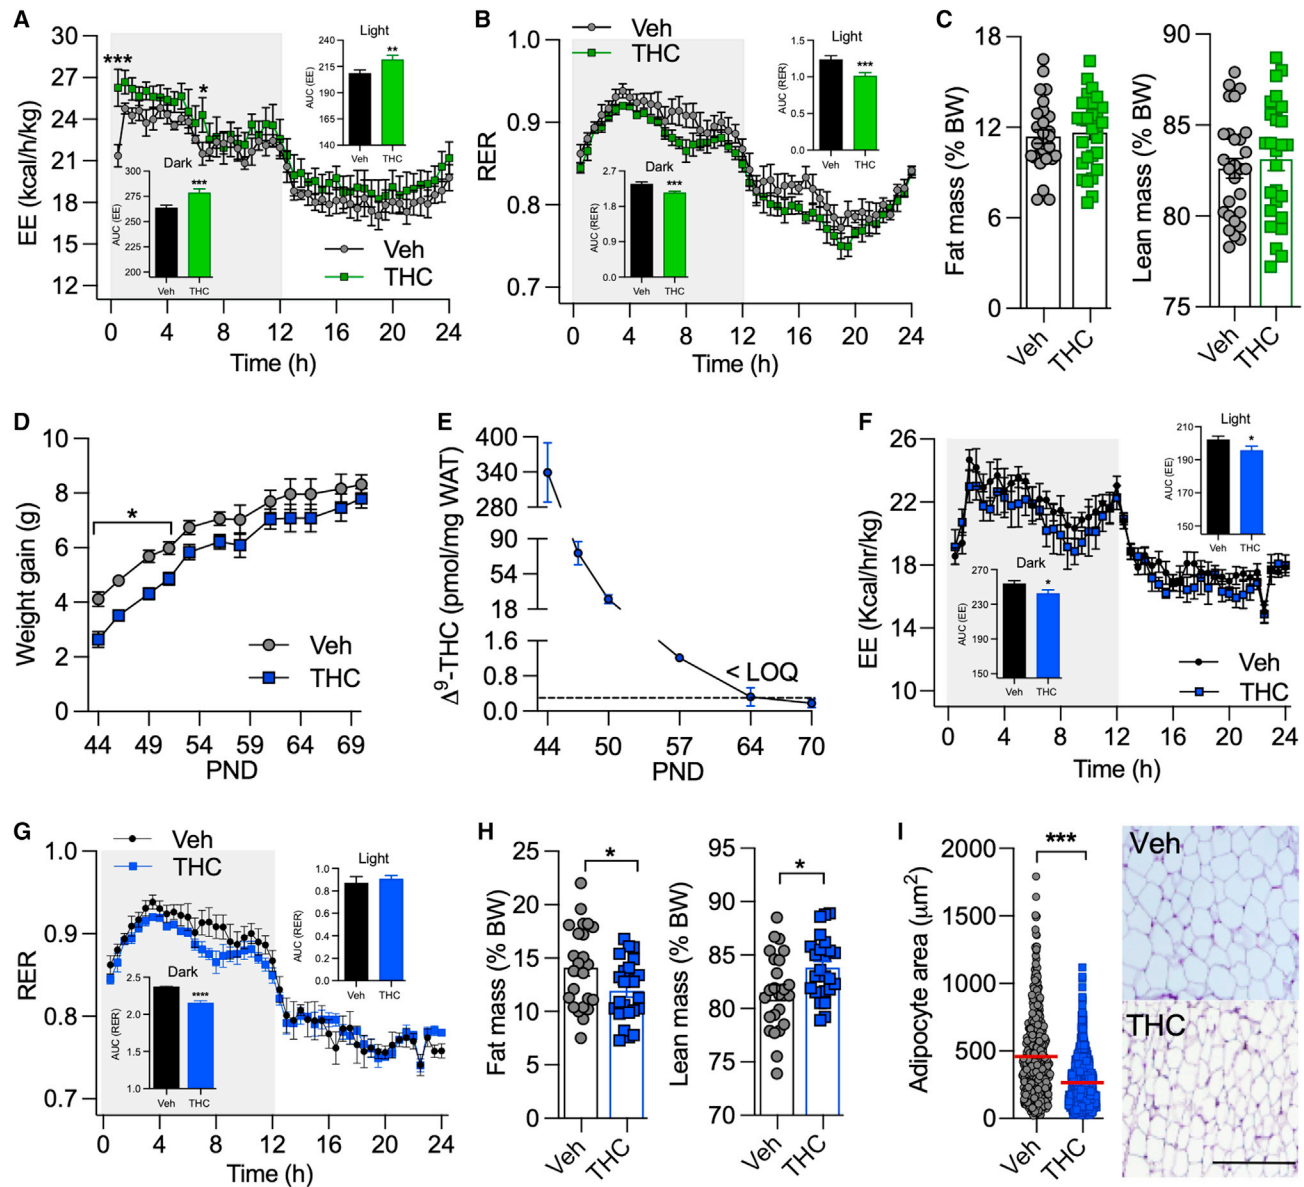 A
EE (kcal/h/kg)
30
27
24
21
18
15
12
***
*
Light
AUC (EE)
240
215
190
165
140
**
Veh THC
Dark
AUC (EE)
300
275
250
225
200
***
Veh THC
Veh
THC
0 4 8 12 16 20 24
Time (h)
B
Veh
THC
RER
1.0
0.9
0.8
0.7
Light
AUC (RER)
1.5
1.0
0.5
0.0
***
Veh THC
Dark
AUC (RER)
2.7
1.8
0.9
0.0
***
Veh THC
0 4 8 12 16 20 24
Time (h)
C
Fat mass (% BW)
18
12
6
0
Veh THC
Lean mass (% BW)
90
85
80
75
Veh THC
D
Weight gain (g)
10
8
6
4
2
0
*
Veh
THC
44 49 54 59 64 69
PND
E
Δ9-THC (pmol/mg WAT)
400
340
280
90
54
18
1.6
0.8
0.0
< LOQ
44 50 57 64 70
PND
F
EE (Kcal/hr/kg)
26
22
18
14
10
Light
AUC (EE)
210
190
170
150
*
Veh THC
Dark
AUC (EE)
270
230
190
150
*
Veh THC
Veh
THC
0 4 8 12 16 20 24
Time (h)
G
Veh
THC
RER
1.0
0.9
0.8
0.7
Light
AUC (RER)
1.0
0.8
0.6
0.4
0.2
0.0
Veh THC
Dark
AUC (RER)
2.5
2.0
1.5
1.0
****
Veh THC
0 4 8 12 16 20 24
Time (h)
H
Fat mass (% BW)
25
20
15
10
5
0
*
Veh THC
Lean mass (% BW)
95
90
85
80
75
70
*
Veh THC
I
Adipocyte area (μm2)
2000
1500
1000
500
0
***
Veh THC
Veh
THC